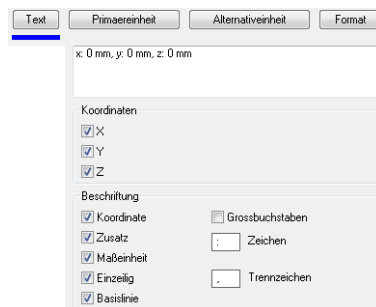 Text Primaereinheit Alternativeinheit Format
x: 0 mm, y: 0 mm, z: 0 mm
Koordinaten
X
Y
Z
Beschriftung
Koordinate Grossbuchstaben
Zusatz : Zeichen
Maßeinheit
Einzeilig , Trennzeichen
Basislinie